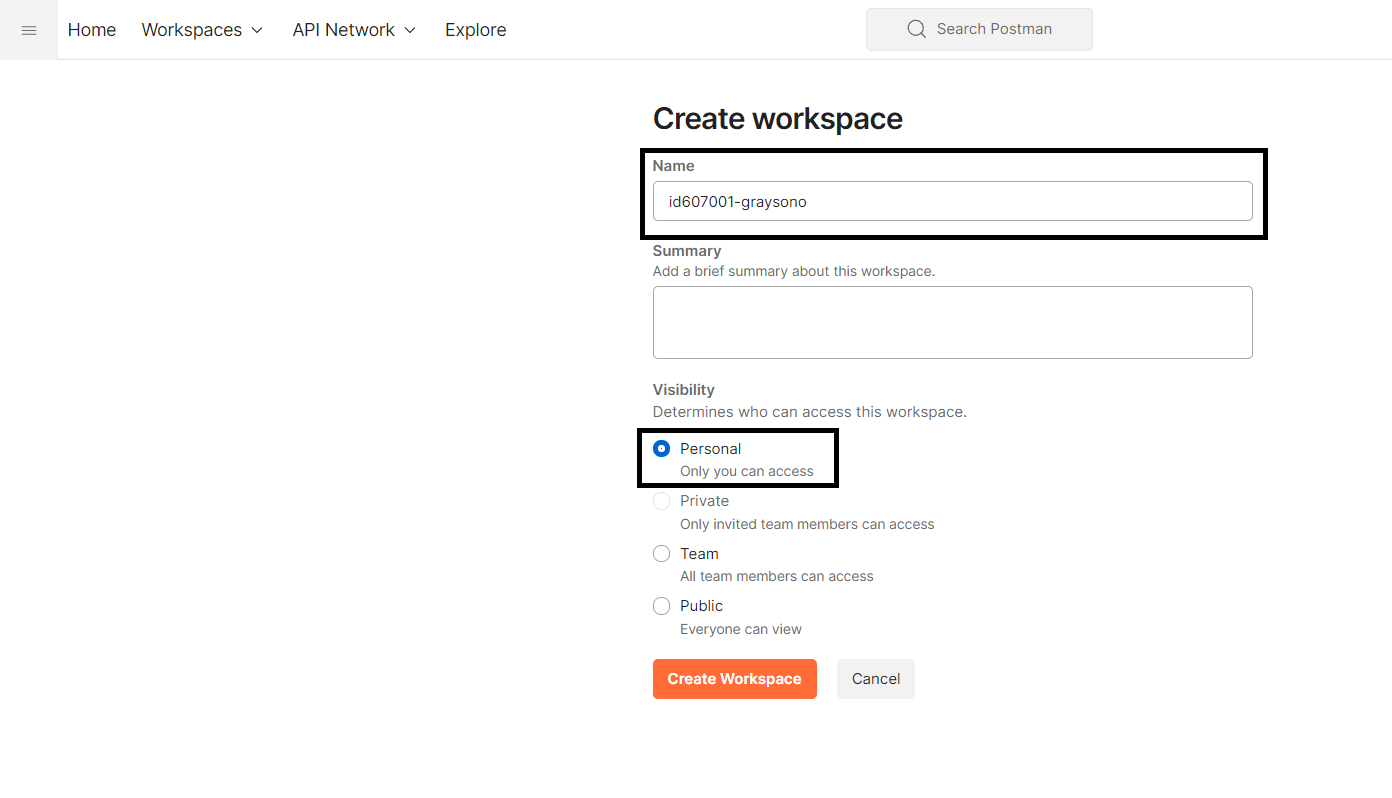 Home Workspaces API Network Explore Search Postman
Create workspace
Name
id607001-graysono
Summary
Add a brief summary about this workspace.
Visibility
Determines who can access this workspace.
Personal
Only you can access
Private
Only invited team members can access
Team
All team members can access
Public
Everyone can view
Create Workspace Cancel